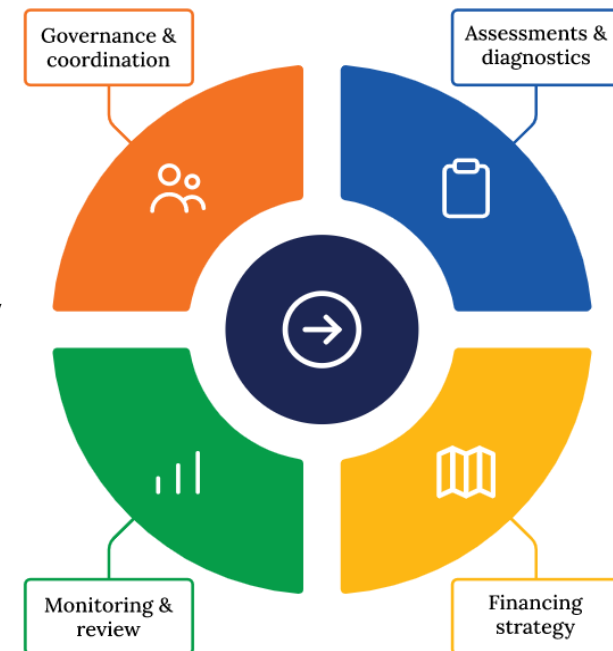 Governance &
coordination
Assessments &
diagnostics
Monitoring &
review
Financing
strategy